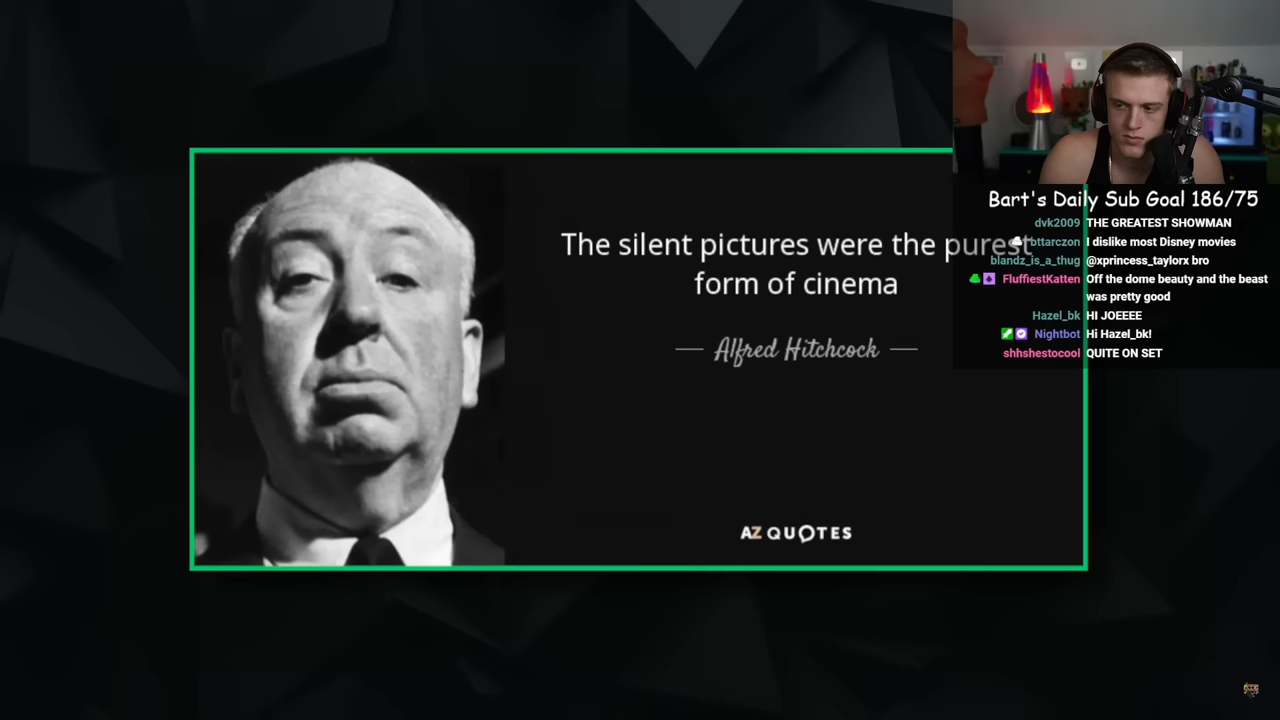 The silent pictures were the purest
form of cinema
Alfred Hitchcock
AZ QUOTES
Bart's Daily Sub Goal 186/75
dvk2009 THE GREATEST SHOWMAN
bttarczon I dislike most Disney movies
blandz_is_a_thug @xprincess_taylorx bro
FluffiestKatten Off the dome beauty and the beast
was pretty good
Hazel_bk HI JOEEEE
Nightbot Hi Hazel_bk!
shhshestocool QUITE ON SET